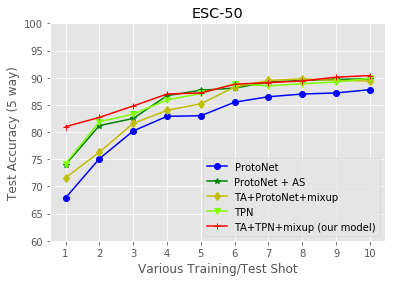 ESC-50
Test Accuracy (5 way)
100
95
90
85
80
75
70
65
60
ProtoNet
ProtoNet + AS
TA+ProtoNet+mixup
TPN
TA+TPN+mixup (our model)
1 2 3 4 5 6 7 8 9 10
Various Training/Test Shot